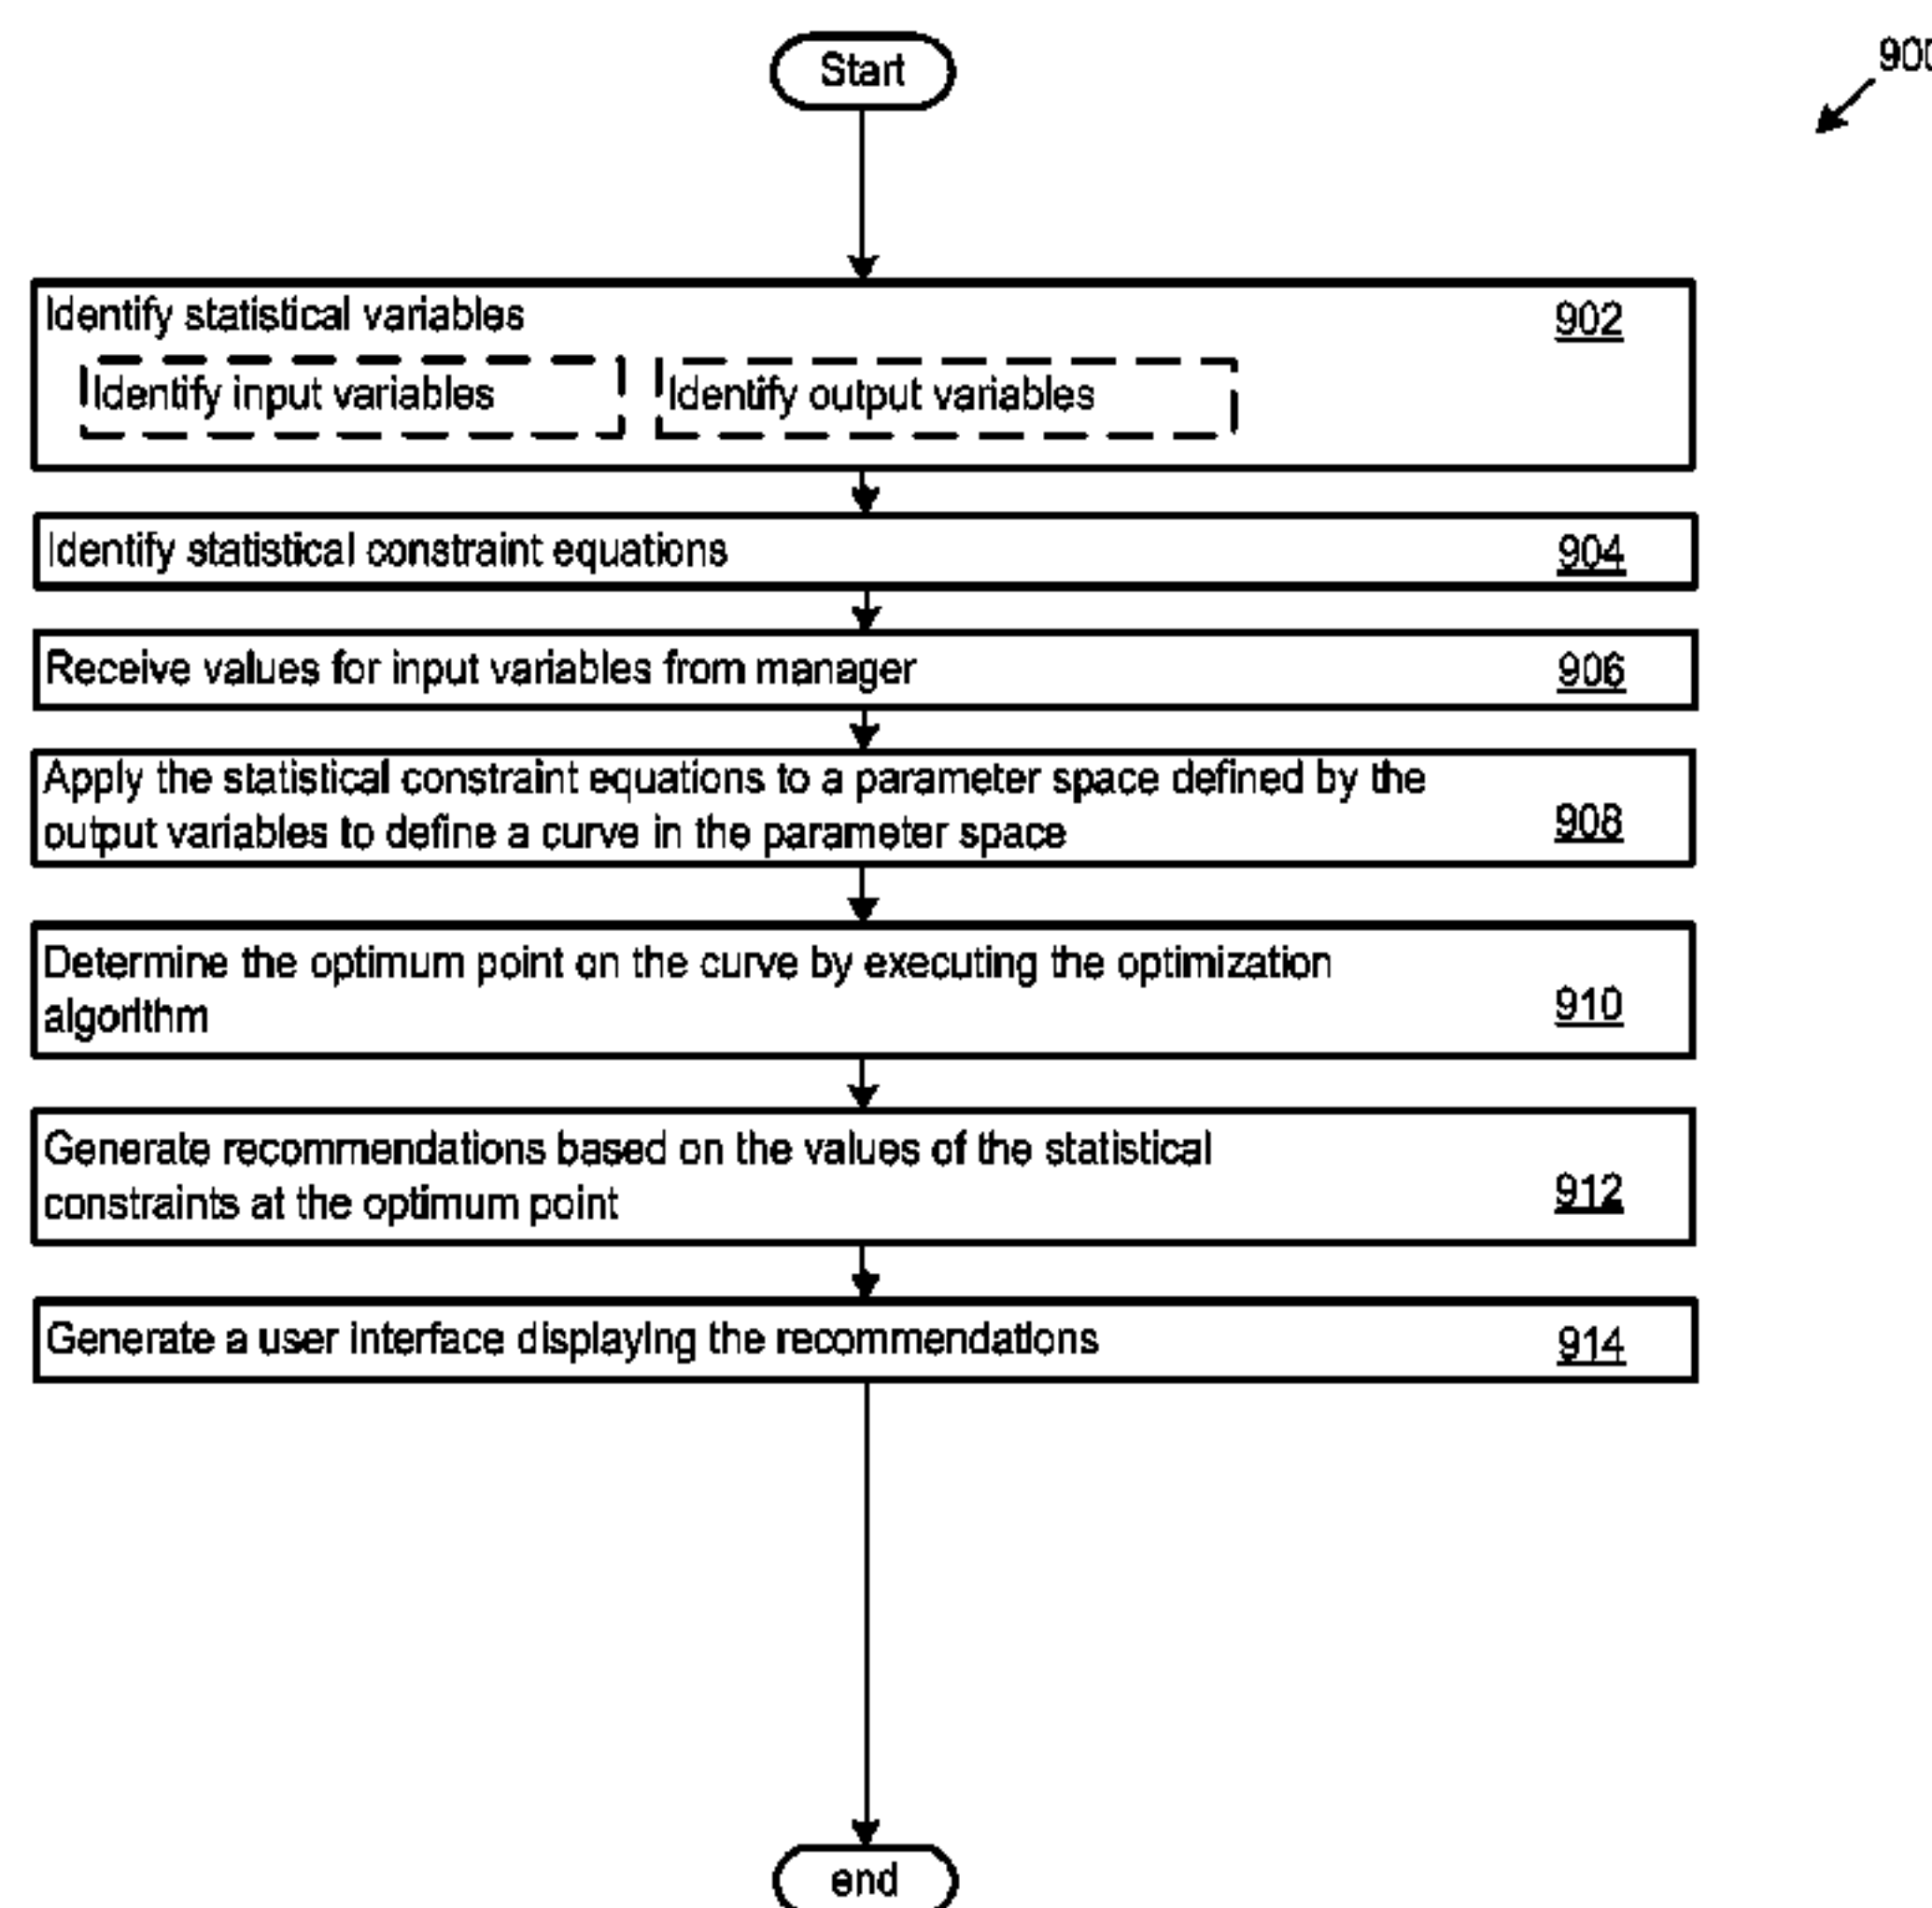 Start
900
Identify statistical variables
902
Identify input variables
Identify output variables
Identify statistical constraint equations
904
Receive values for input variables from manager
906
Apply the statistical constraint equations to a parameter space defined by the
output variables to define a curve in the parameter space
908
Determine the optimum point on the curve by executing the optimization
algorithm
910
Generate recommendations based on the values of the statistical
constraints at the optimum point
912
Generate a user interface displaying the recommendations
914
end